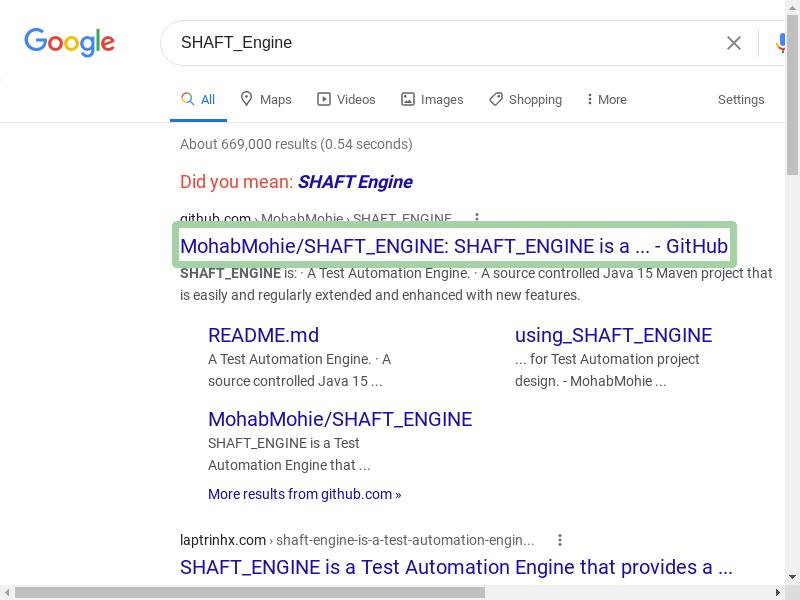 Google
SHAFT_Engine
All Maps Videos Images Shopping More Settings
About 669,000 results (0.54 seconds)
Did you mean: SHAFT Engine
github.com › MohabMohie › SHAFT_ENGINE
MohabMohie/SHAFT_ENGINE: SHAFT_ENGINE is a ... - GitHub
SHAFT_ENGINE is: · A Test Automation Engine. · A source controlled Java 15 Maven project that
is easily and regularly extended and enhanced with new features.
README.md
A Test Automation Engine. · A
source controlled Java 15 ...
using_SHAFT_ENGINE
... for Test Automation project
design. - MohabMohie ...
MohabMohie/SHAFT_ENGINE
SHAFT_ENGINE is a Test
Automation Engine that ...
More results from github.com »
laptrinhx.com › shaft-engine-is-a-test-automation-engin...
SHAFT_ENGINE is a Test Automation Engine that provides a ...